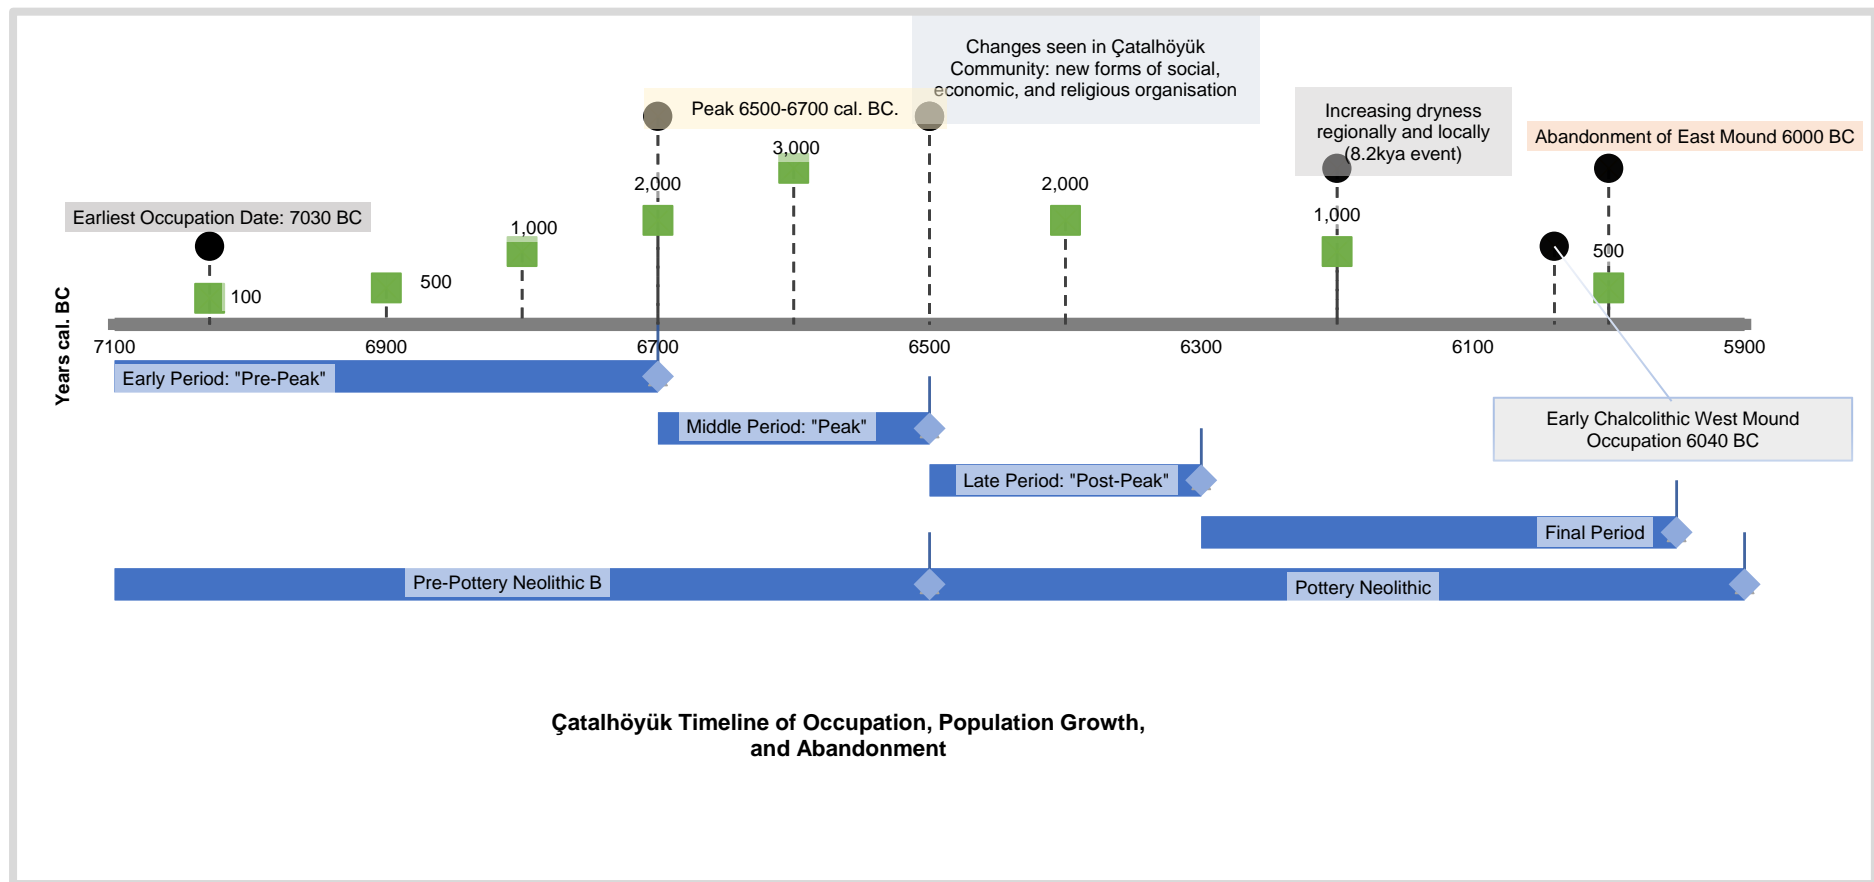 Changes seen in Çatalhöyük
Community: new forms of social,
economic, and religious organisation
Peak 6500-6700 cal. BC.
Increasing dryness
regionally and locally
(8.2kya event)
Abandonment of East Mound 6000 BC
3,000
2,000
2,000
Earliest Occupation Date: 7030 BC
1,000
1,000
500
100
500
Years cal. BC
7100
6900
6700
6500
6300
6100
5900
Early Period: "Pre-Peak"
Middle Period: "Peak"
Early Chalcolithic West Mound
Occupation 6040 BC
Late Period: "Post-Peak"
Final Period
Pre-Pottery Neolithic B
Pottery Neolithic
Çatalhöyük Timeline of Occupation, Population Growth,
and Abandonment